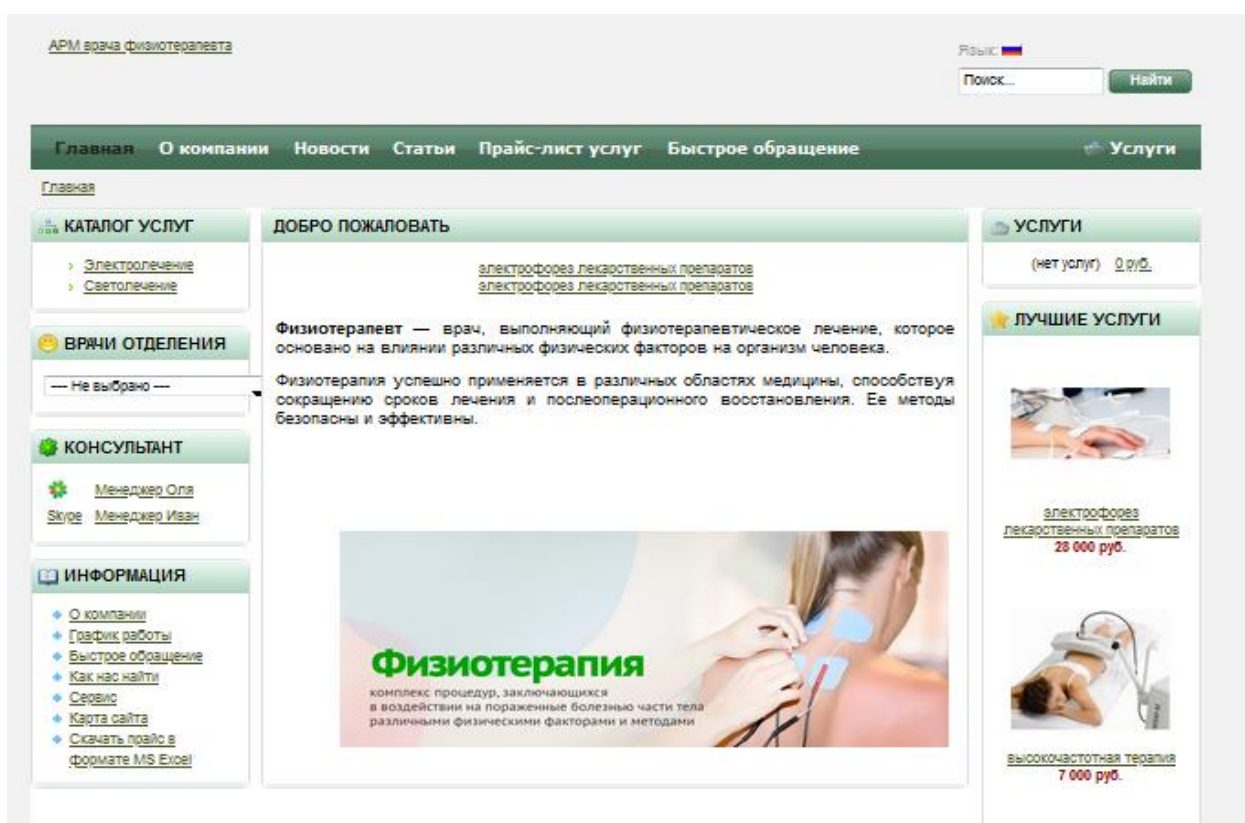 АРМ врача физиотерапевта
Язык:
Поиск...
Найти
Главная О компании Новости Статьи Прайс-лист услуг Быстрое обращение
Услуги
Главная
КАТАЛОГ УСЛУГ
Электролечение
Светолечение
ВРАЧИ ОТДЕЛЕНИЯ
---- Не выбрано ----
КОНСУЛЬТАНТ
Менеджер Оля
Skype Менеджер Иван
ИНФОРМАЦИЯ
О компании
График работы
Быстрое обращение
Как нас найти
Сервис
Карта сайта
Скачать прайс в
формате MS Excel
ДОБРО ПОЖАЛОВАТЬ
электрофорез лекарственных препаратов
электрофорез лекарственных препаратов
Физиотерапевт — врач, выполняющий физиотерапевтическое лечение, которое
основано на влиянии различных физических факторов на организм человека.
Физиотерапия успешно применяется в различных областях медицины, способствуя
сокращению сроков лечения и послеоперационного восстановления. Ее методы
безопасны и эффективны.
Физиотерапия
комплекс процедур, заключающихся
в воздействии на пораженные болезнью части тела
различными физическими факторами и методами
УСЛУГИ
(нет услуг) 0 руб.
ЛУЧШИЕ УСЛУГИ
электрофорез
лекарственных препаратов
28 000 руб.
высокочастотная терапия
7 000 руб.